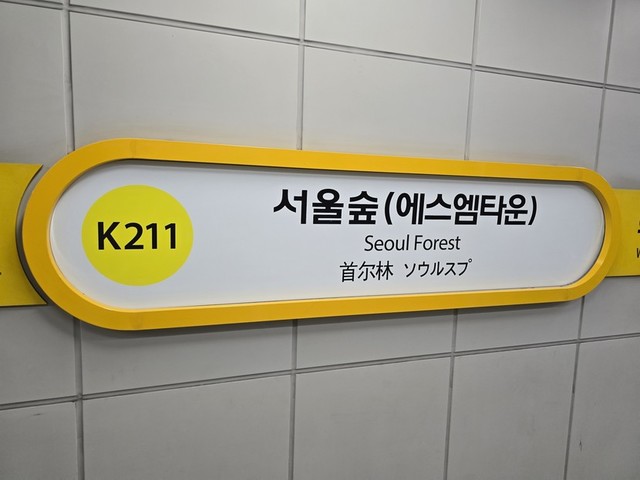 K211
서울숲(에스엠타운)
Seoul Forest
首尔林 ソウルスプ